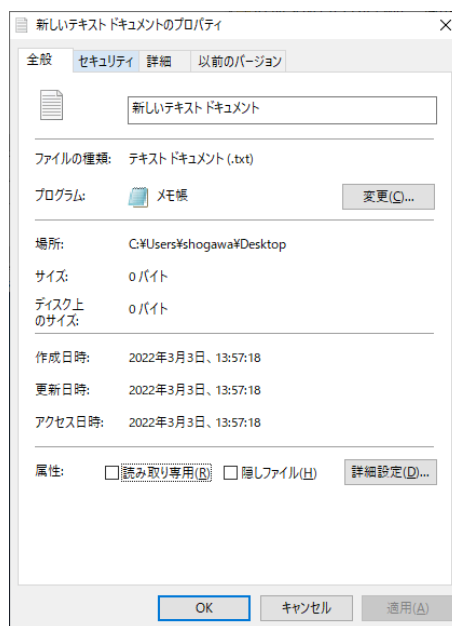 新しいテキスト ドキュメントのプロパティ
全般 セキュリティ 詳細 以前のバージョン
新しいテキスト ドキュメント
ファイルの種類: テキスト ドキュメント (.txt)
プログラム: メモ帳 変更(C)...
場所: C:¥Users¥shogawa¥Desktop
サイズ: 0 バイト
ディスク上
のサイズ: 0 バイト
作成日時: 2022年3月3日、13:57:18
更新日時: 2022年3月3日、13:57:18
アクセス日時: 2022年3月3日、13:57:18
属性: 読み取り専用(R) 隠しファイル(H) 詳細設定(D)...
OK キャンセル 適用(A)